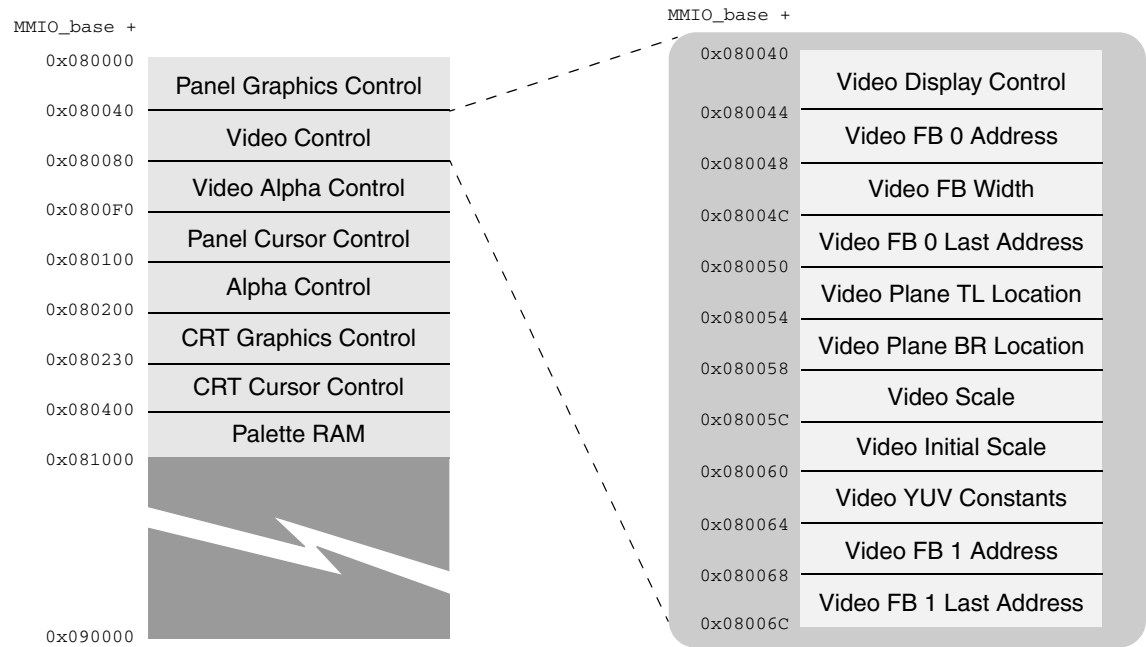 MMIO_base +
0x080000
Panel Graphics Control
0x080040
Video Control
0x080080
Video Alpha Control
0x0800F0
Panel Cursor Control
0x080100
Alpha Control
0x080200
CRT Graphics Control
0x080230
CRT Cursor Control
0x080400
Palette RAM
0x081000
0x090000
MMIO_base +
0x080040
Video Display Control
0x080044
Video FB 0 Address
0x080048
Video FB Width
0x08004C
Video FB 0 Last Address
0x080050
Video Plane TL Location
0x080054
Video Plane BR Location
0x080058
Video Scale
0x08005C
Video Initial Scale
0x080060
Video YUV Constants
0x080064
Video FB 1 Address
0x080068
Video FB 1 Last Address
0x08006C